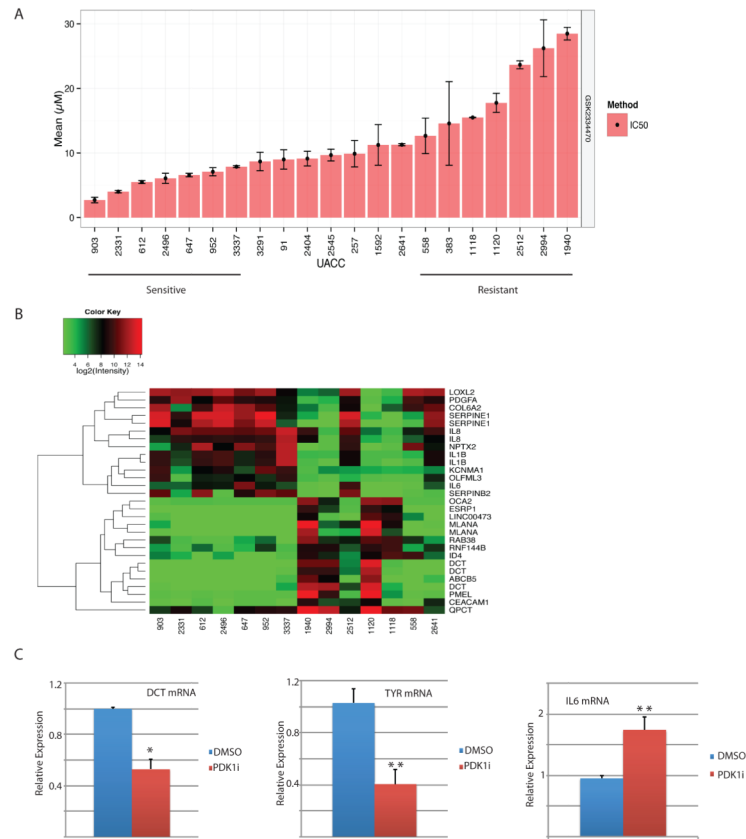 A
Mean (µM)
30
20
10
0
903 2331 612 2496 647 952 3337 3291 91 2404 2545 257 1592 2641 558 383 1118 1120 2512 2994 1940
UACC
Sensitive
Resistant
GSK2334470
Method
IC50
B
Color Key
4 6 8 10 12 14
log2(Intensity)
LOXL2
PDGFA
COL6A2
SERPINE1
SERPINE1
IL8
IL8
NPTX2
IL1B
IL1B
KCNMA1
OLFML3
IL6
SERPINB2
OCA2
ESRP1
LINC00473
MLANA
MLANA
RAB38
RNF144B
ID4
DCT
DCT
ABCB5
DCT
PMEL
CEACAM1
QPCT
903 2331 612 2496 647 952 3337 1940 2994 2512 1120 1118 558 2641
C
Relative Expression
1.2
0.8
0.4
DCT mRNA
*
DMSO
PDK1i
Relative Expression
1.2
0.8
0.4
TYR mRNA
**
DMSO
PDK1i
Relative Expression
2
1
0
IL6 mRNA
**
DMSO
PDK1i